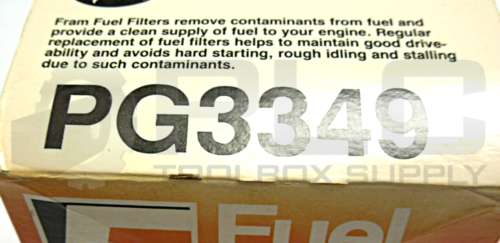 Fram Fuel Filters remove contaminants from fuel and
provide a clean supply of fuel to your engine. Regular
replacement of fuel filters helps to maintain good drive-
ability and avoids hard starting, rough idling and stalling
due to such contaminants.
PG3349
PLC
TOOLBOX SUPPLY
Fuel